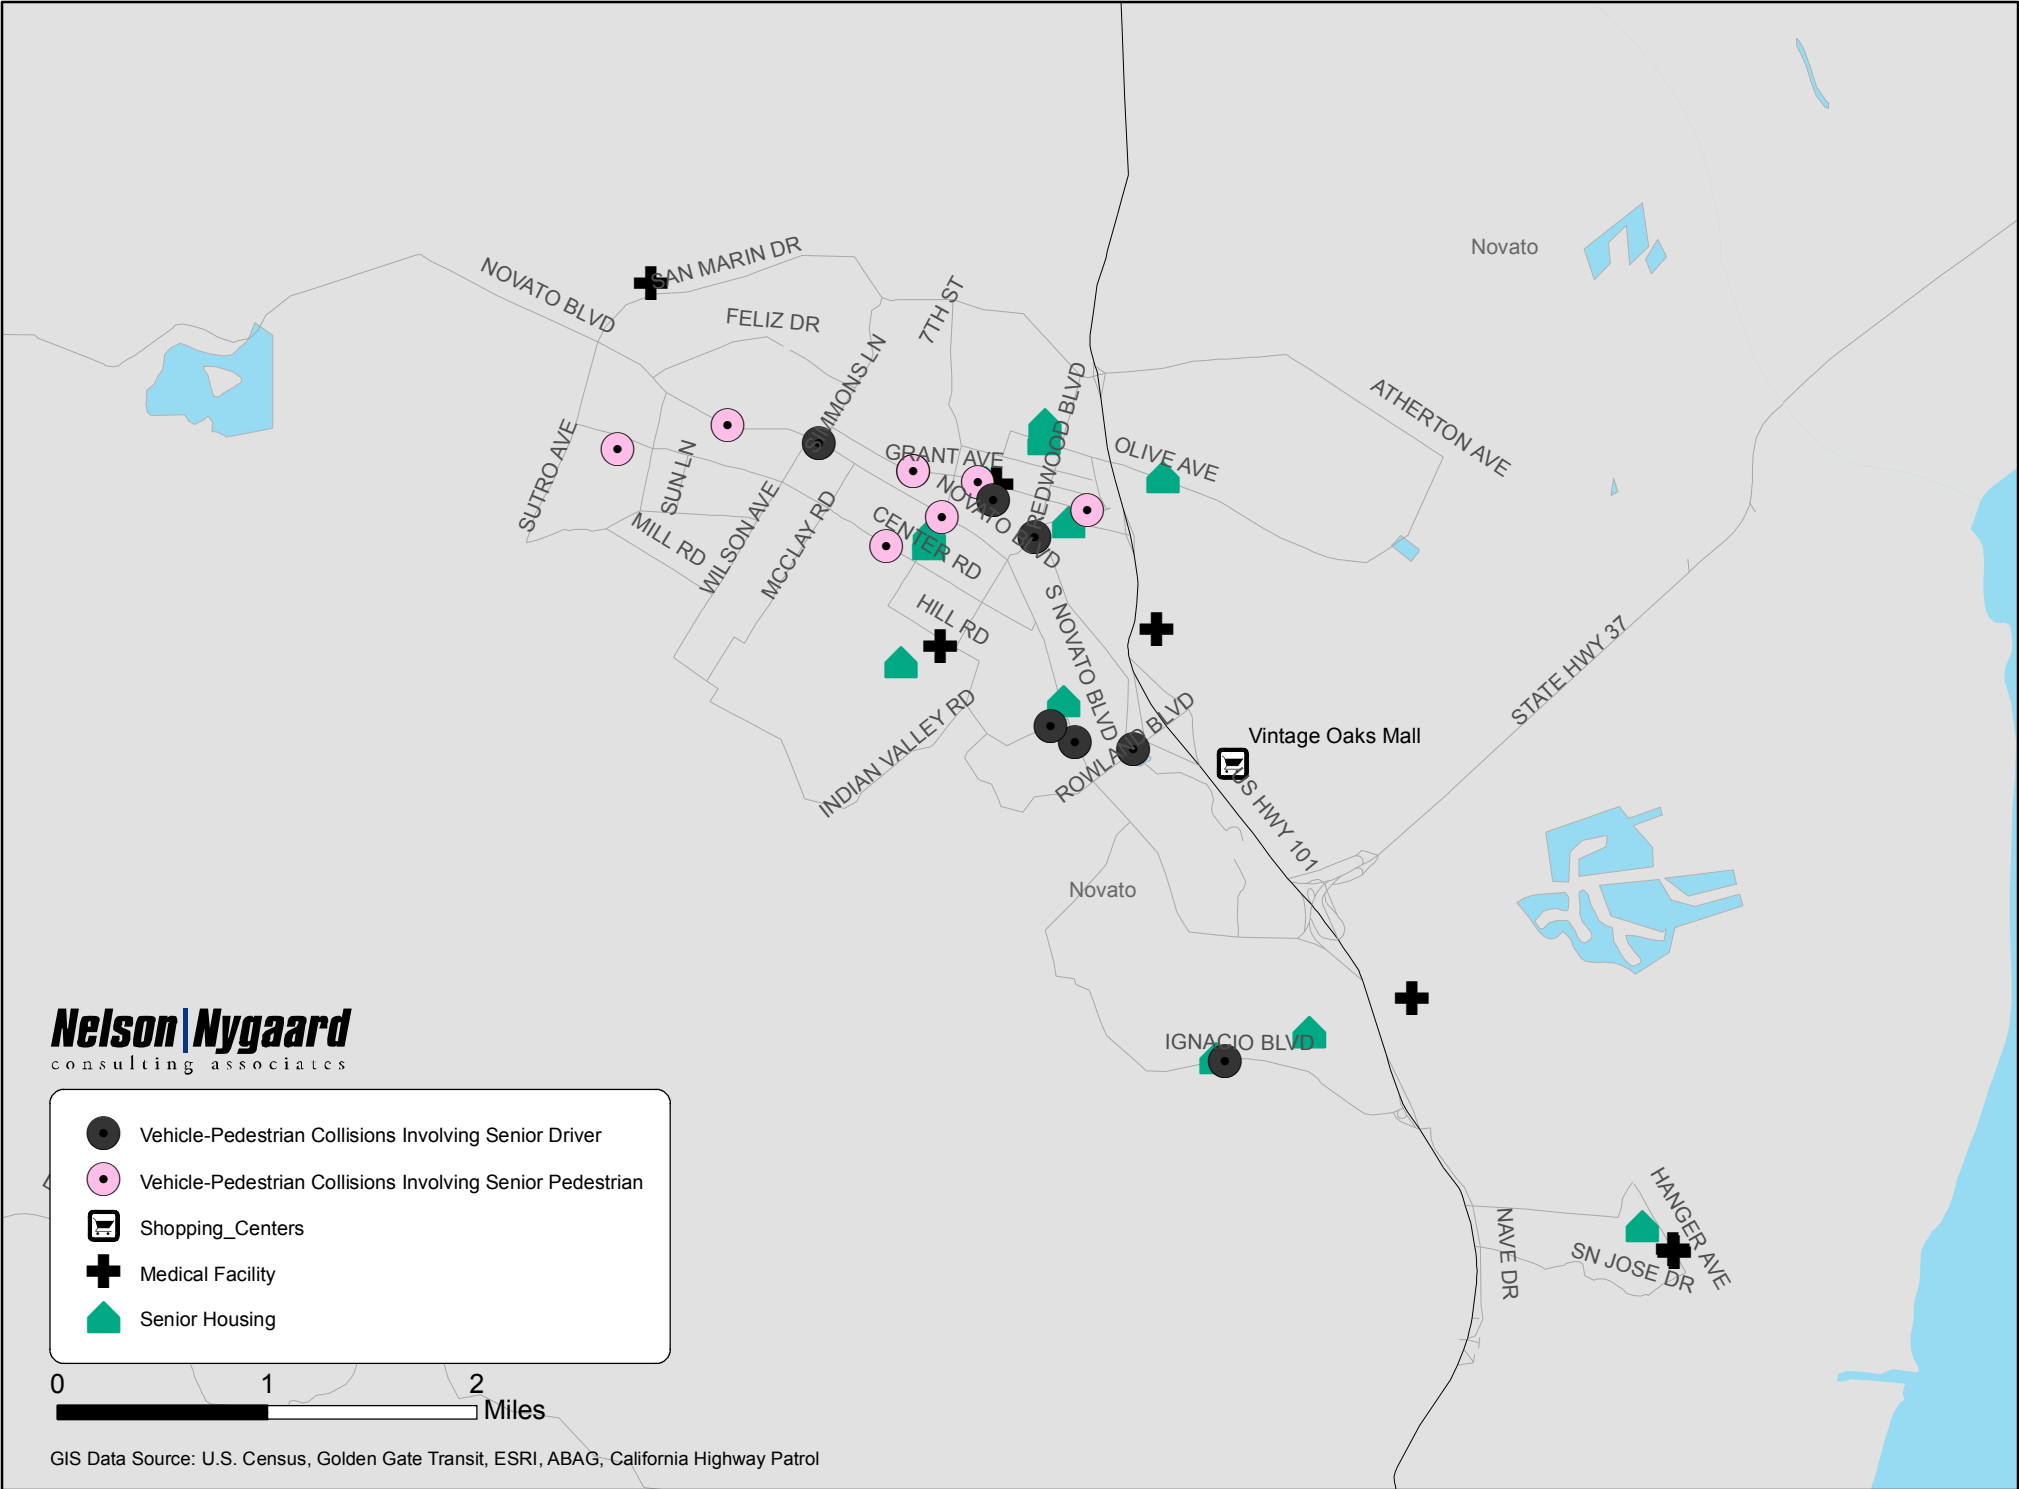 Novato
SAN MARIN DR
NOVATO BLVD
FELIZ DR
7TH ST
SIMMONS LN
REDWOOD BLVD
ATHERTON AVE
OLIVE AVE
GRANT AVE
SUTRO AVE
SUN LN
NOVATO BLVD
MILL RD
WILSON AVE
MCCLAY RD
CENTER RD
HILL RD
S NOVATO BLVD
STATE HWY 37
INDIAN VALLEY RD
ROWLAND BLVD
Vintage Oaks Mall
US HWY 101
Novato
IGNACIO BLVD
HANGER AVE
NAVE DR
SN JOSE DR
Nelson|Nygaard
consulting associates
Vehicle-Pedestrian Collisions Involving Senior Driver
Vehicle-Pedestrian Collisions Involving Senior Pedestrian
Shopping_Centers
Medical Facility
Senior Housing
0 1 2
Miles
GIS Data Source: U.S. Census, Golden Gate Transit, ESRI, ABAG, California Highway Patrol